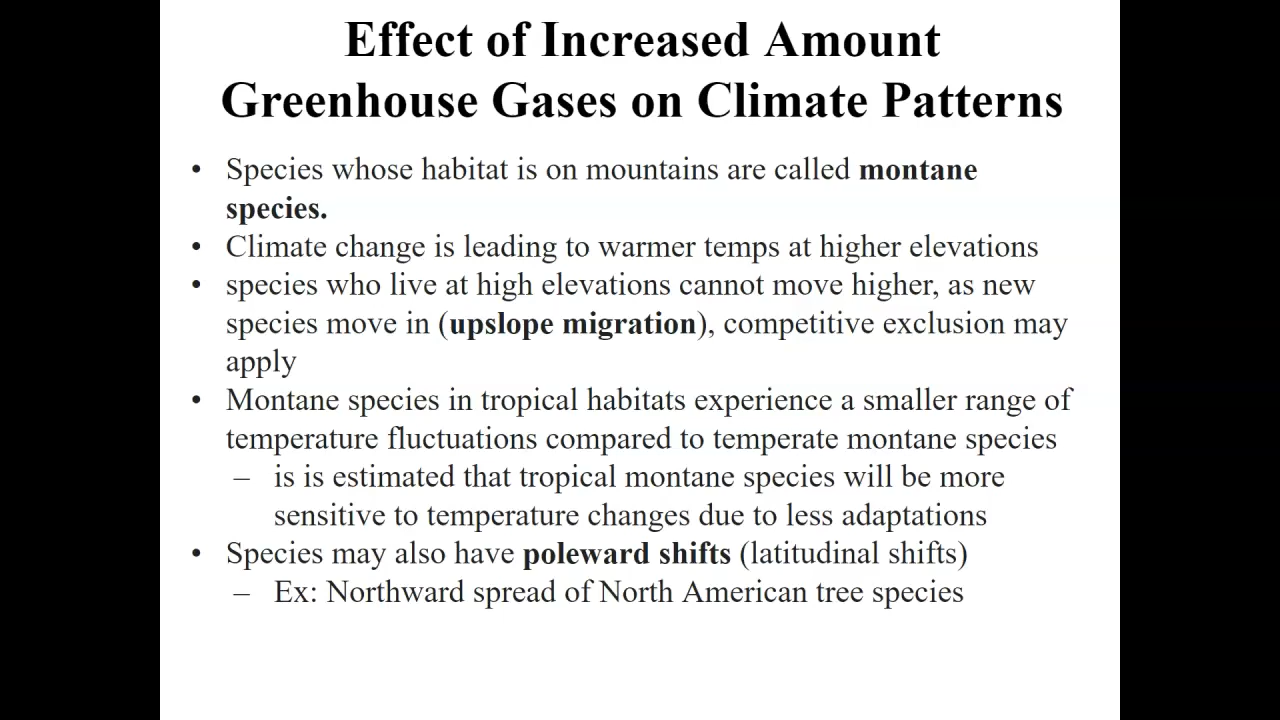 Effect of Increased Amount
Greenhouse Gases on Climate Patterns
• Species whose habitat is on mountains are called montane
species.
• Climate change is leading to warmer temps at higher elevations
• species who live at high elevations cannot move higher, as new
species move in (upslope migration), competitive exclusion may
apply
• Montane species in tropical habitats experience a smaller range of
temperature fluctuations compared to temperate montane species
– is is estimated that tropical montane species will be more
sensitive to temperature changes due to less adaptations
• Species may also have poleward shifts (latitudinal shifts)
– Ex: Northward spread of North American tree species